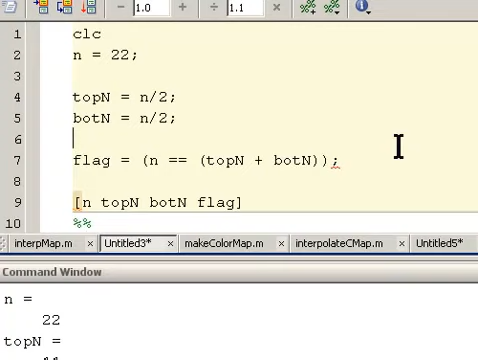 1.0
1.1
1 clc
2 n = 22;
3
4 topN = n/2;
5 botN = n/2;
6
7 flag = (n == (topN + botN));
8
9 [n topN botN flag]
10 %%
interpMap.m × Untitled3* × makeColorMap.m × interpolateCMap.m × Untitled5*
Command Window
n =
22
topN =
11